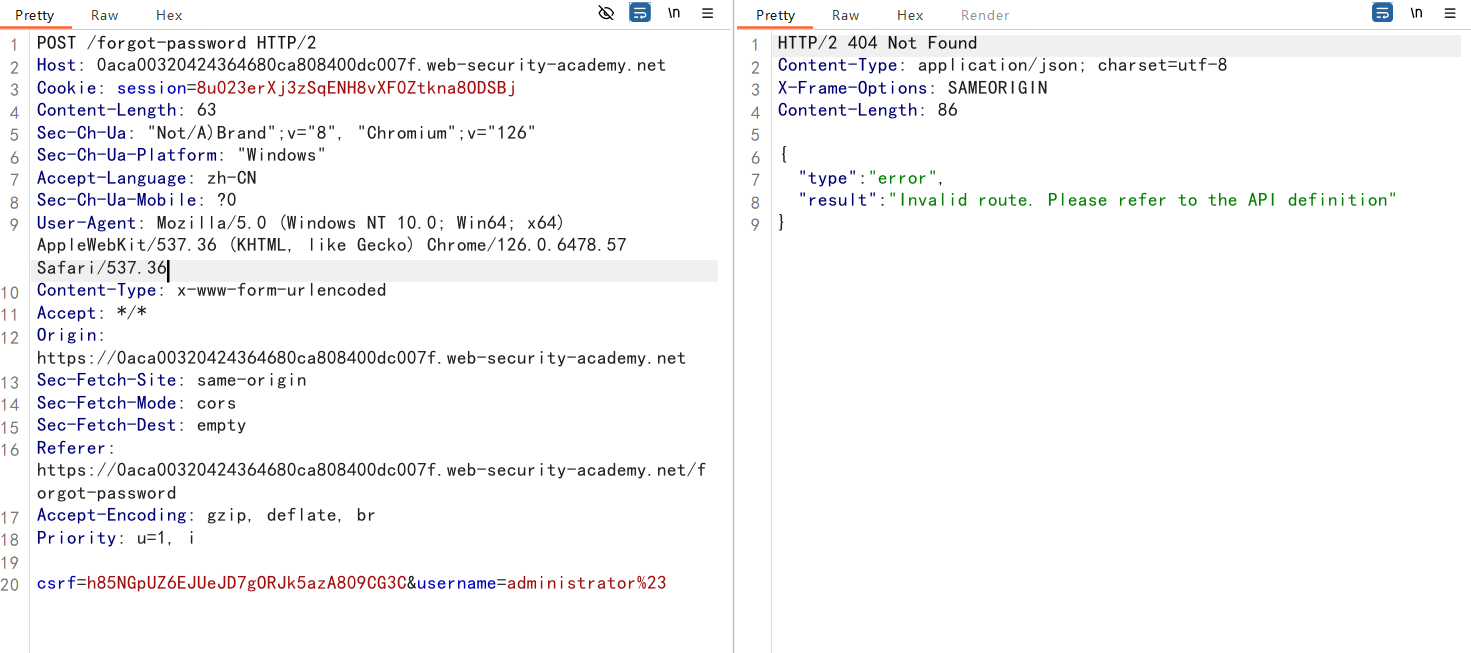 Pretty Raw Hex \n
1 POST /forgot-password HTTP/2
2 Host: 0aca00320424364680ca808400dc007f.web-security-academy.net
3 Cookie: session=8u023erXj3zSqENH8vXF0Ztkna8ODSBj
4 Content-Length: 63
5 Sec-Ch-Ua: "Not/A)Brand";v="8", "Chromium";v="126"
6 Sec-Ch-Ua-Platform: "Windows"
7 Accept-Language: zh-CN
8 Sec-Ch-Ua-Mobile: ?0
9 User-Agent: Mozilla/5.0 (Windows NT 10.0; Win64; x64)
AppleWebKit/537.36 (KHTML, like Gecko) Chrome/126.0.6478.57
Safari/537.36
10 Content-Type: x-www-form-urlencoded
11 Accept: */*
12 Origin:
https://0aca00320424364680ca808400dc007f.web-security-academy.net
13 Sec-Fetch-Site: same-origin
14 Sec-Fetch-Mode: cors
15 Sec-Fetch-Dest: empty
16 Referer:
https://0aca00320424364680ca808400dc007f.web-security-academy.net/f
orgot-password
17 Accept-Encoding: gzip, deflate, br
18 Priority: u=1, i
19
20 csrf=h85NGpUZ6EJUeJD7gORJk5azA809CG3C&username=administrator%23
Pretty Raw Hex Render \n
1 HTTP/2 404 Not Found
2 Content-Type: application/json; charset=utf-8
3 X-Frame-Options: SAMEORIGIN
4 Content-Length: 86
5
6 {
7 "type":"error",
8 "result":"Invalid route. Please refer to the API definition"
9 }